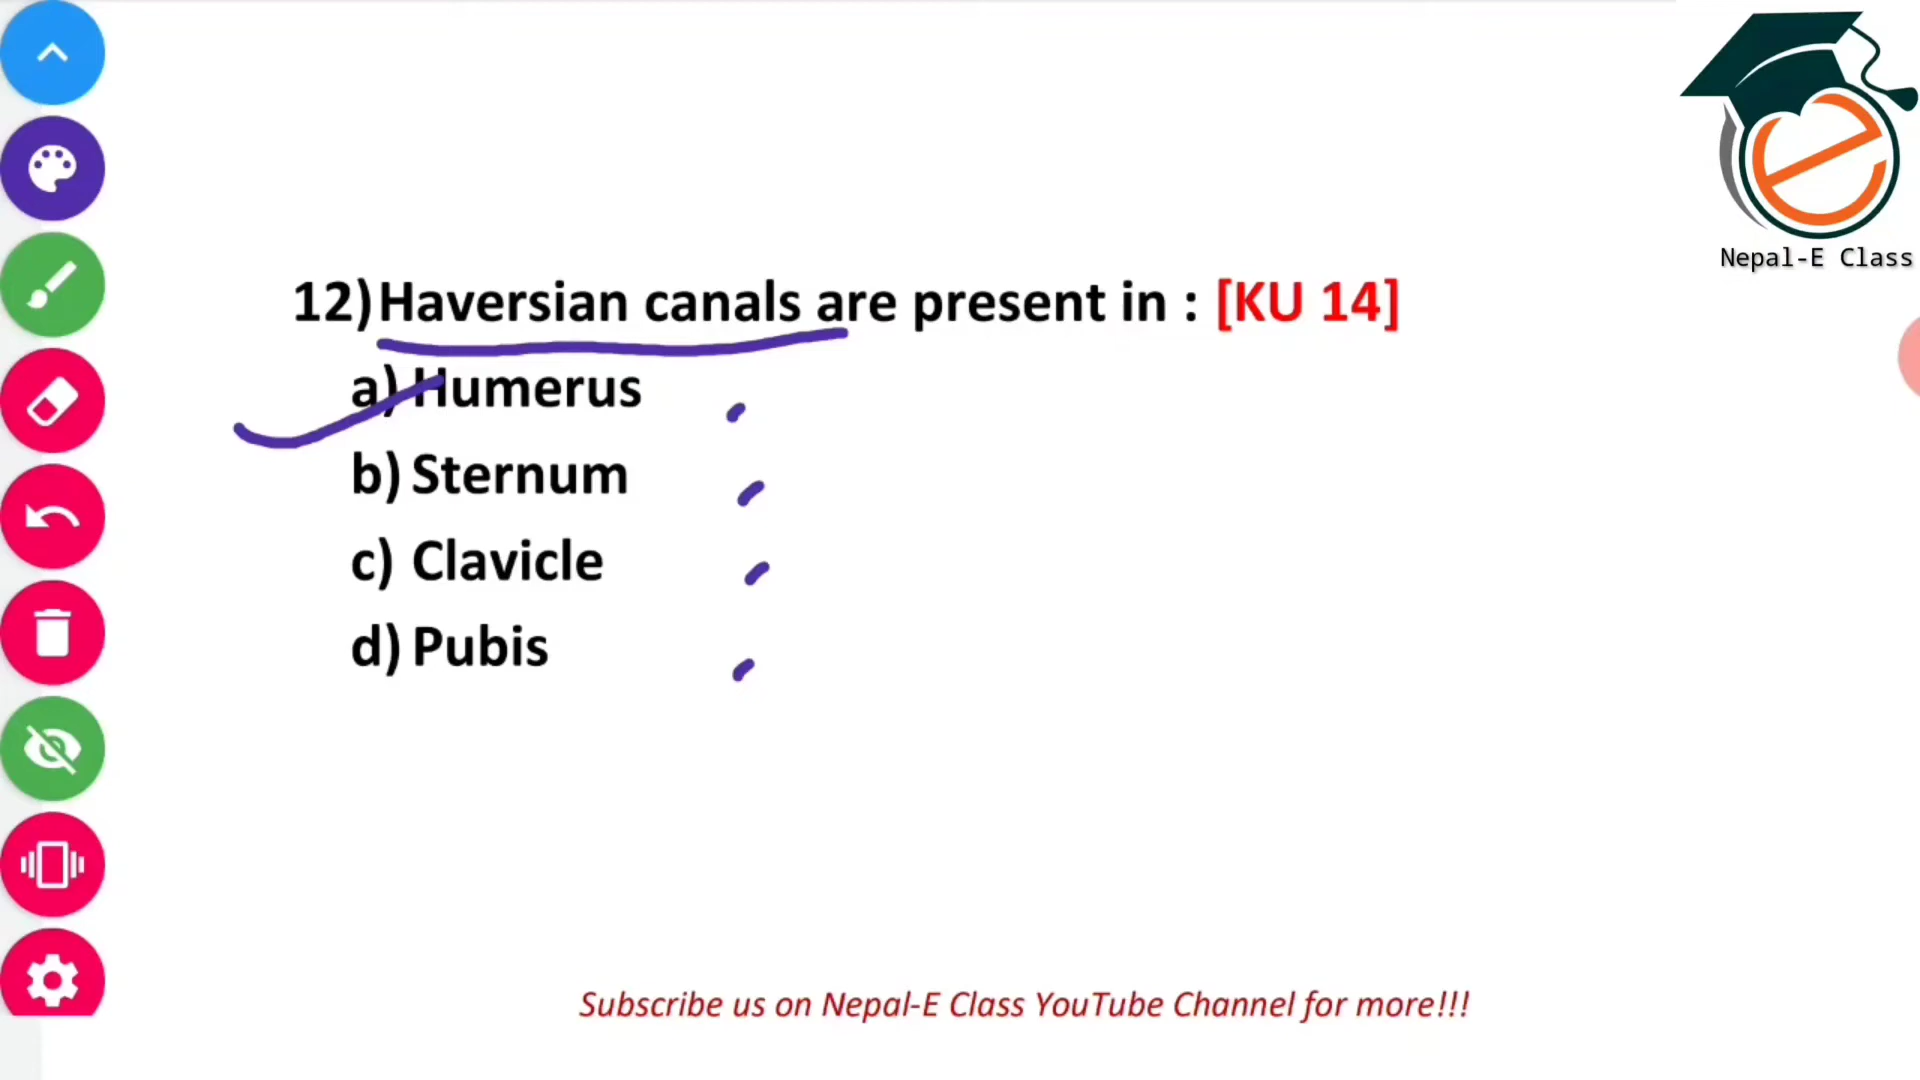 Nepal-E Class
12) Haversian canals are present in : [KU 14]
a) Humerus
b) Sternum
c) Clavicle
d) Pubis
Subscribe us on Nepal-E Class YouTube Channel for more!!!